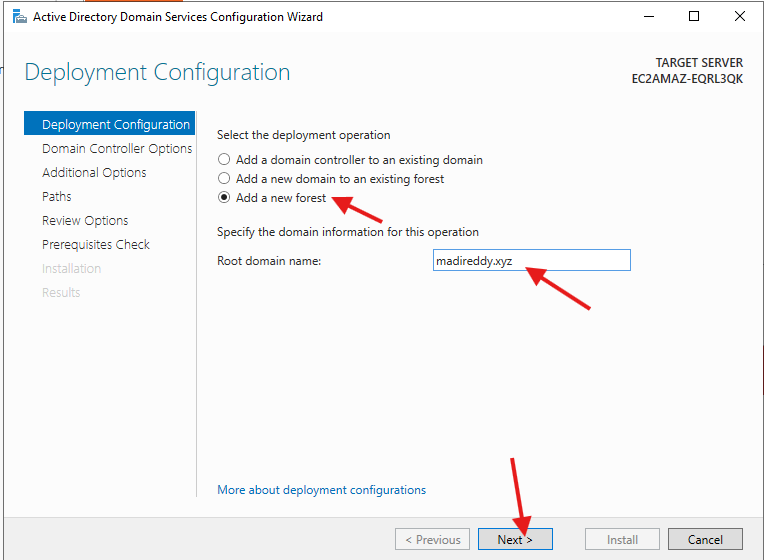 Active Directory Domain Services Configuration Wizard
Deployment Configuration
TARGET SERVER
EC2AMAZ-EQRL3QK
Deployment Configuration
Domain Controller Options
Additional Options
Paths
Review Options
Prerequisites Check
Installation
Results
Select the deployment operation
Add a domain controller to an existing domain
Add a new domain to an existing forest
Add a new forest
Specify the domain information for this operation
Root domain name:
madireddy.xyz
More about deployment configurations
< Previous
Next >
Install
Cancel